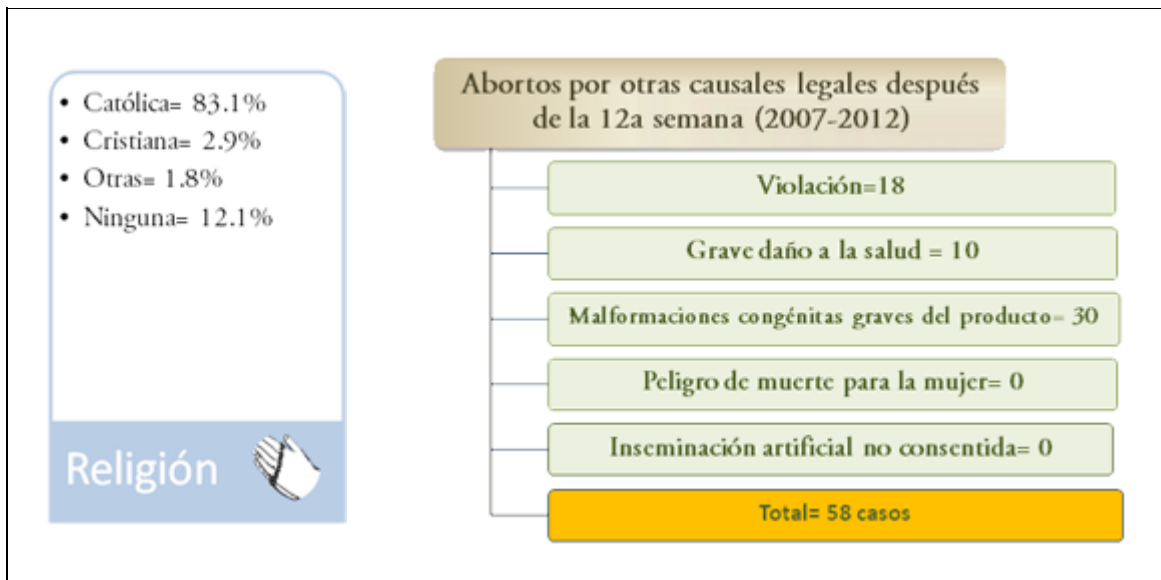 • Católica= 83.1%
• Cristiana= 2.9%
• Otras= 1.8%
• Ninguna= 12.1%
Religión
Abortos por otras causales legales después
de la 12a semana (2007-2012)
Violación=18
Grave daño a la salud = 10
Malformaciones congénitas graves del producto= 30
Peligro de muerte para la mujer= 0
Inseminación artificial no consentida= 0
Total= 58 casos